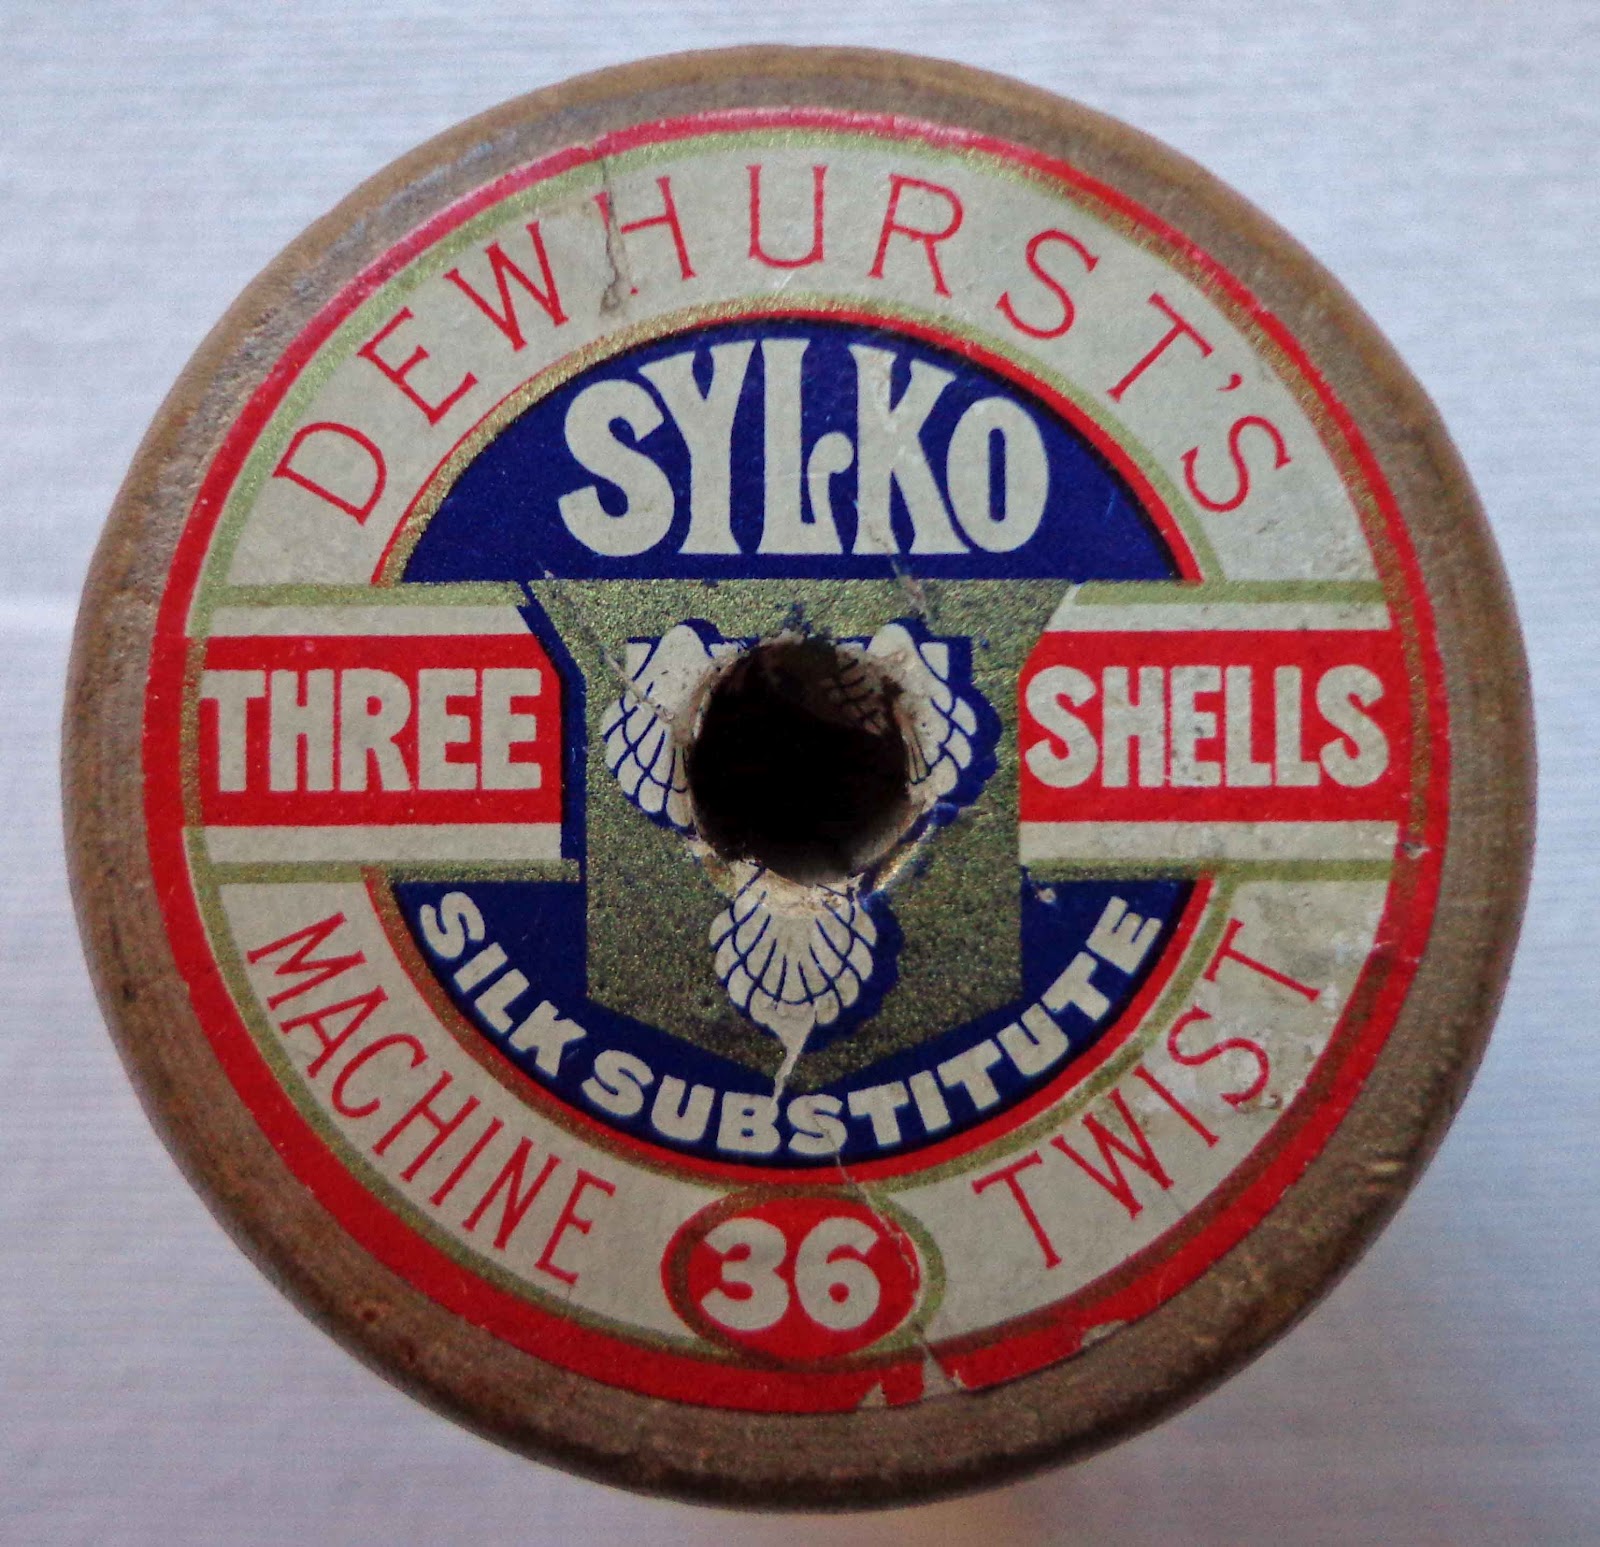 DEWHURST'S
SYLKO
THREE SHELLS
SILK SUBSTITUTE
MACHINE 36 TWIST